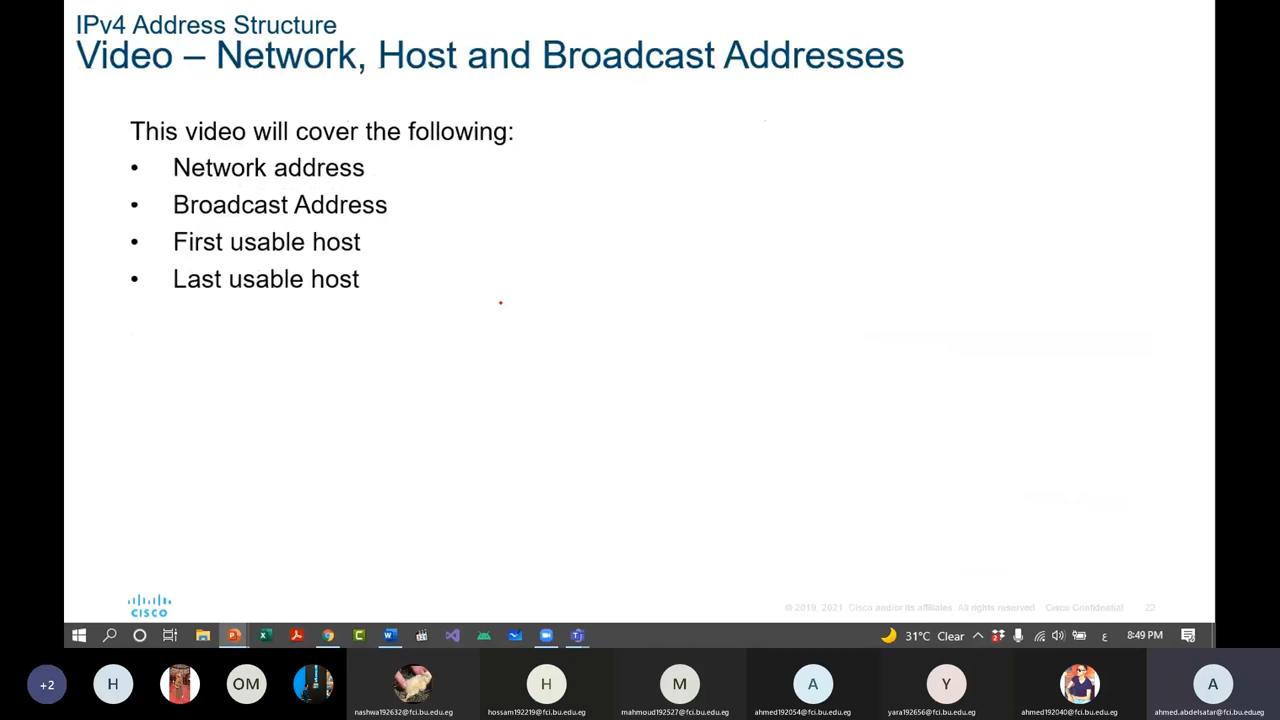 IPv4 Address Structure
Video – Network, Host and Broadcast Addresses
This video will cover the following:
• Network address
• Broadcast Address
• First usable host
• Last usable host
CISCO
© 2019, 2021 Cisco and/or its affiliates. All rights reserved Cisco Confidential 22
31°C Clear ع 8:49 PM
+2 H OM H M A Y A
nashwa192632@fci.bu.edu.eg hossam192219@fci.bu.edu.eg mahmoud192527@fci.bu.edu.eg ahmed192054@fci.bu.edu.eg yara192656@fci.bu.edu.eg ahmed192040@fci.bu.edu.eg ahmed.abdelsatar@fci.bu.edu.eg